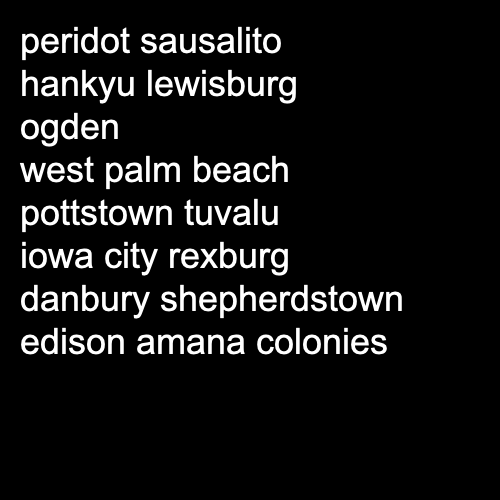 peridot sausalito
hankyu lewisburg
ogden
west palm beach
pottstown tuvalu
iowa city rexburg
danbury shepherdstown
edison amana colonies